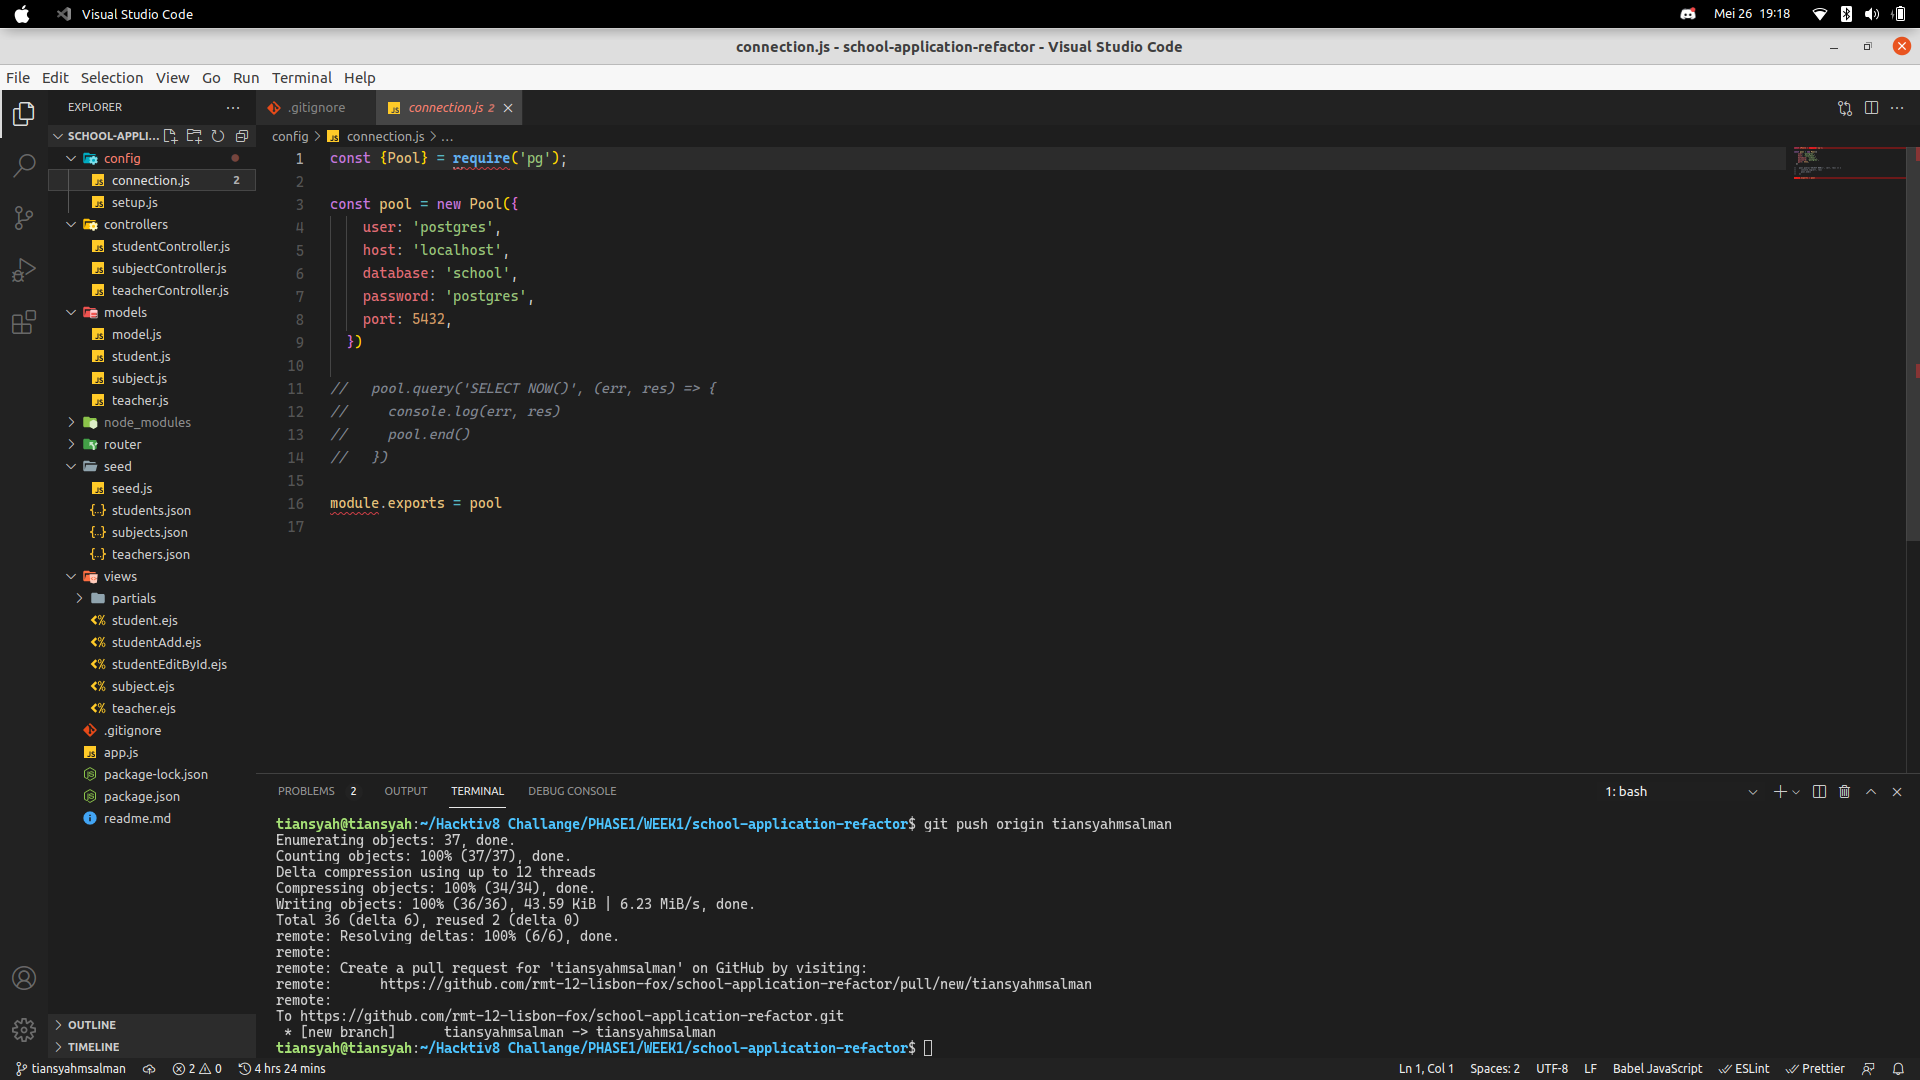 Visual Studio Code
Mei 26 19:18
connection.js - school-application-refactor - Visual Studio Code
File Edit Selection View Go Run Terminal Help
EXPLORER
SCHOOL-APPLI...
config
connection.js 2
setup.js
controllers
studentController.js
subjectController.js
teacherController.js
models
model.js
student.js
subject.js
teacher.js
node_modules
router
seed
seed.js
students.json
subjects.json
teachers.json
views
partials
student.ejs
studentAdd.ejs
studentEditById.ejs
subject.ejs
teacher.ejs
.gitignore
app.js
package-lock.json
package.json
readme.md
OUTLINE
TIMELINE
.gitignore
connection.js 2
config > connection.js > ...
1 const {Pool} = require('pg');
2
3 const pool = new Pool({
4 user: 'postgres',
5 host: 'localhost',
6 database: 'school',
7 password: 'postgres',
8 port: 5432,
9 })
10
11 // pool.query('SELECT NOW()', (err, res) => {
12 // console.log(err, res)
13 // pool.end()
14 // })
15
16 module.exports = pool
17
PROBLEMS 2 OUTPUT TERMINAL DEBUG CONSOLE
1: bash
tiansyah@tiansyah:~/Hacktiv8 Challange/PHASE1/WEEK1/school-application-refactor$ git push origin tiansyahmsalman
Enumerating objects: 37, done.
Counting objects: 100% (37/37), done.
Delta compression using up to 12 threads
Compressing objects: 100% (34/34), done.
Writing objects: 100% (36/36), 43.59 KiB | 6.23 MiB/s, done.
Total 36 (delta 6), reused 2 (delta 0)
remote: Resolving deltas: 100% (6/6), done.
remote:
remote: Create a pull request for 'tiansyahmsalman' on GitHub by visiting:
remote: https://github.com/rmt-12-lisbon-fox/school-application-refactor/pull/new/tiansyahmsalman
remote:
To https://github.com/rmt-12-lisbon-fox/school-application-refactor.git
* [new branch] tiansyahmsalman -> tiansyahmsalman
tiansyah@tiansyah:~/Hacktiv8 Challange/PHASE1/WEEK1/school-application-refactor$
tiansyahmsalman 2 0 4 hrs 24 mins
Ln 1, Col 1 Spaces: 2 UTF-8 LF Babel JavaScript ESLint Prettier